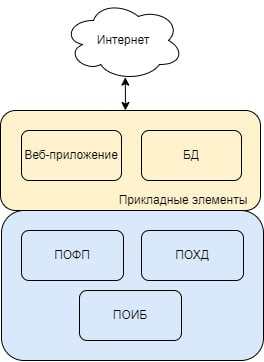 Интернет
Веб-приложение
БД
Прикладные элементы
ПОФП
ПОХД
ПОИБ